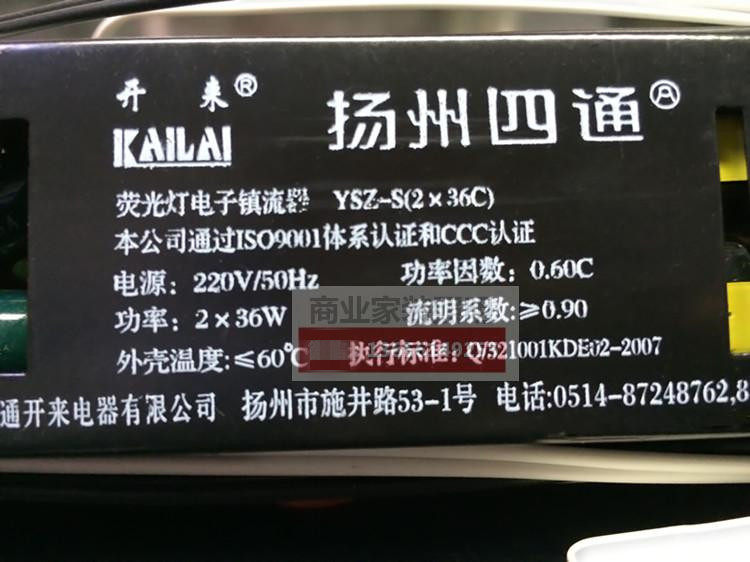 开来®
KAILAI
扬州四通Ⓐ
荧光灯电子镇流器 YSZ-S(2×36C)
本公司通过ISO9001体系认证和CCC认证
电源：220V/50Hz 功率因数：0.60C
功率：2×36W 流明系数：≥0.90
外壳温度：≤60℃ 执行标准：Q/321001KDE02-2007
通开来电器有限公司 扬州市施井路53-1号 电话:0514-87248762,8
商业家装